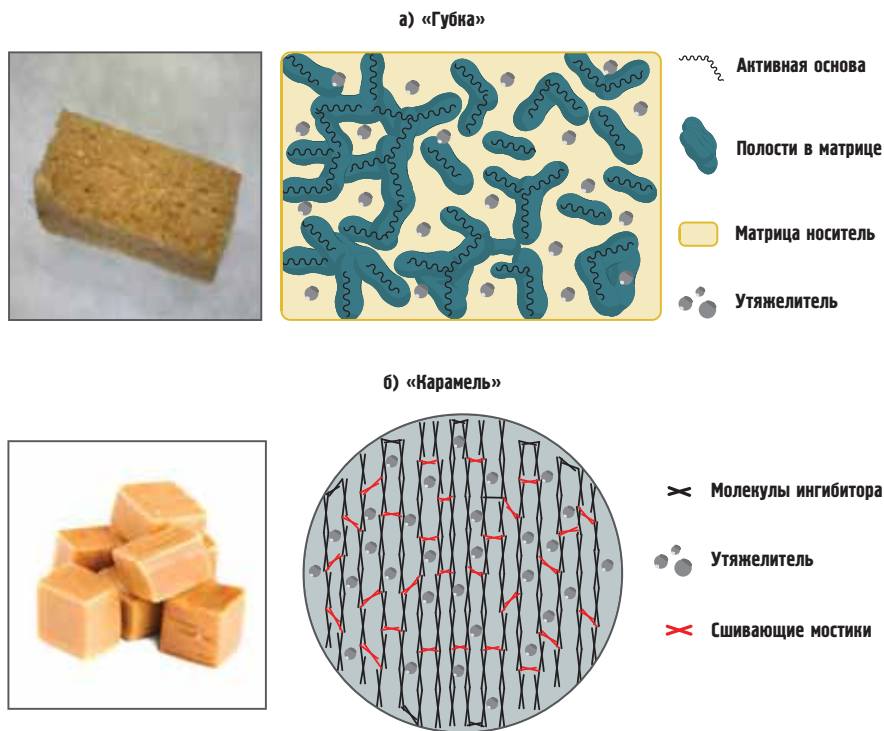 а) «Губка»
Активная основа
Полости в матрице
Матрица носитель
Утяжелитель
б) «Карамель»
Молекулы ингибитора
Утяжелитель
Сшивающие мостики